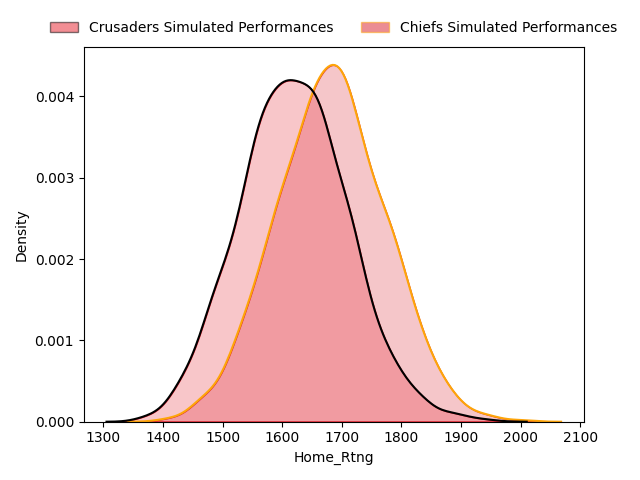 Crusaders Simulated Performances Chiefs Simulated Performances
0.004
0.003
0.002
0.001
0.000
Density
1300 1400 1500 1600 1700 1800 1900 2000 2100
Home_Rtng